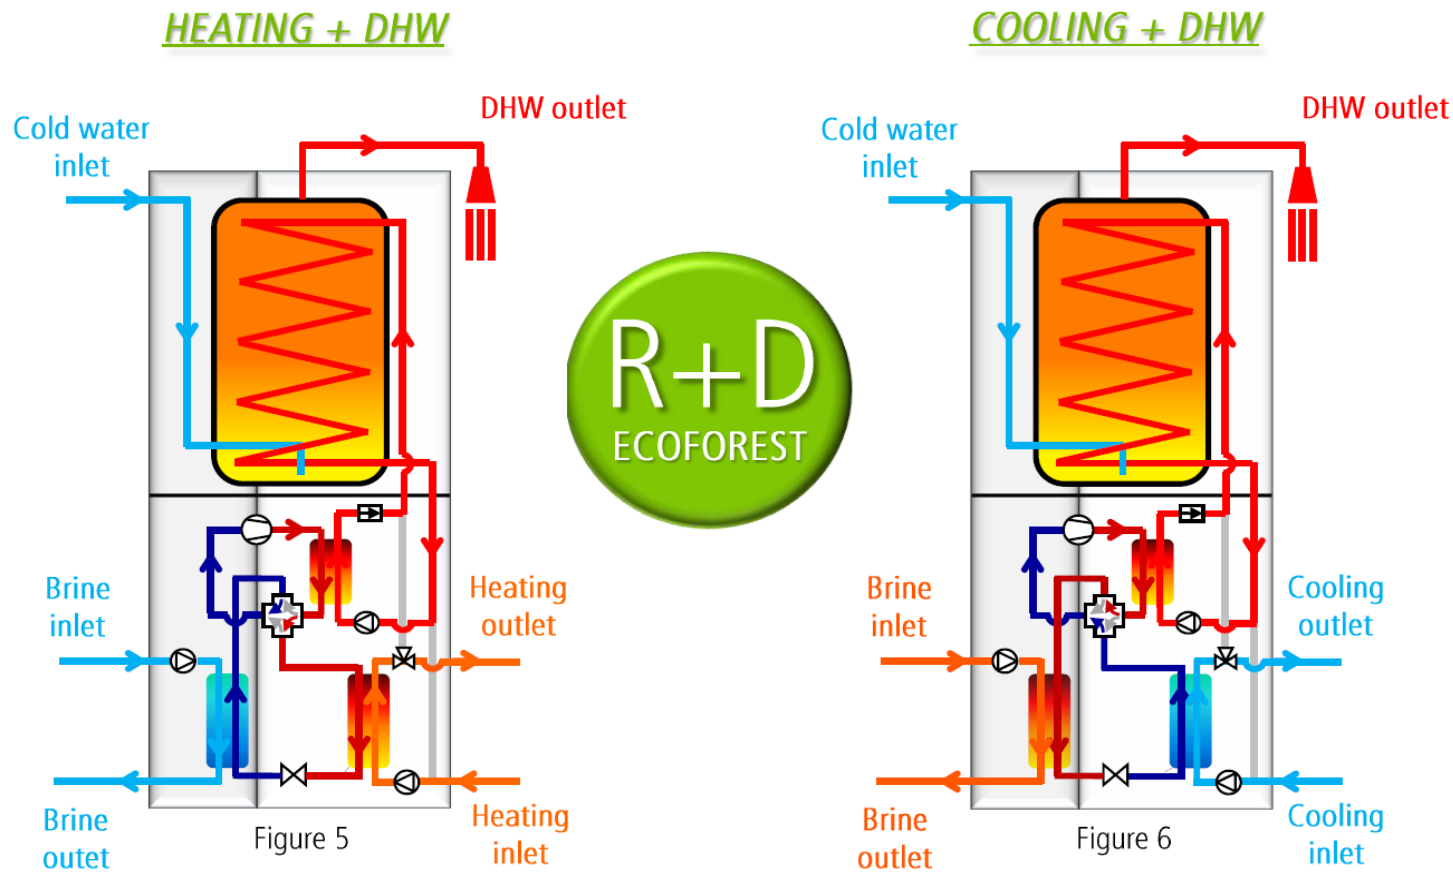 HEATING + DHW
COOLING + DHW
DHW outlet
Cold water
inlet
DHW outlet
Cold water
inlet
R+D
ECOFOREST
Brine
inlet
Heating
outlet
Brine
inlet
Cooling
outlet
Brine
outet
Figure 5
Heating
inlet
Brine
outlet
Figure 6
Cooling
inlet